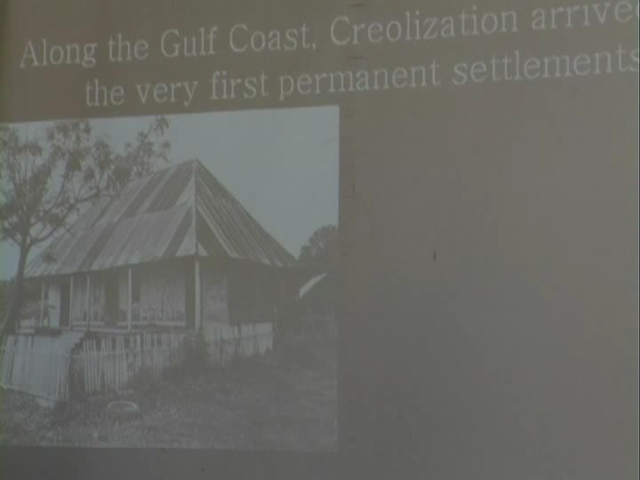 Along the Gulf Coast, Creolization arrive
the very first permanent settlements